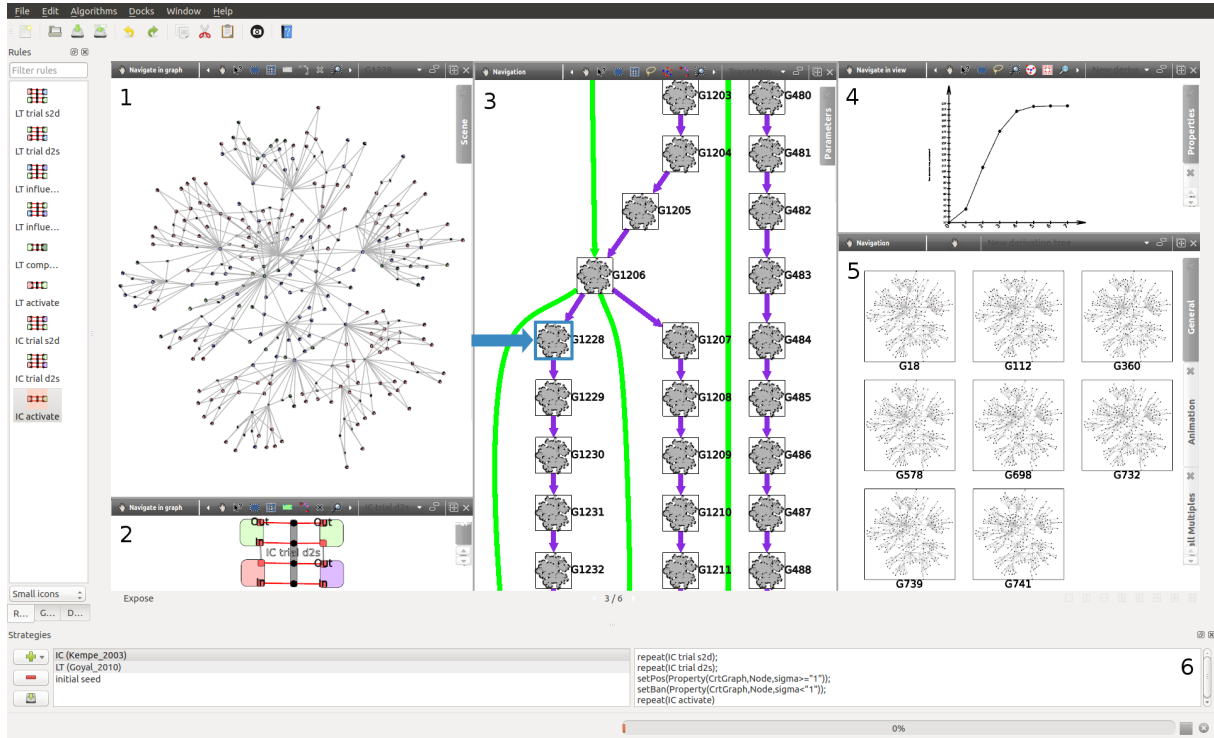 File Edit Algorithms Docks Window Help
Rules
Filter rules
LT trial s2d
LT trial d2s
LT influe...
LT influe...
LT comp...
LT activate
IC trial s2d
IC trial d2s
IC activate
Small icons
R... G... D...
Navigate in graph
1
Scene
Navigate in graph
2
Out Out
In
IC trial d2s
Out
In In
Expose
3 / 6
Navigation
3
Parameters
G1203 G480
G1204 G481
G1205 G482
G1206 G483
G1228 G1207 G484
G1229 G1208 G485
G1230 G1209 G486
G1231 G1210 G487
G1232 G1211 G488
Navigate in view
4
Properties
Navigation
New derivation tree
5
General
Animation
all Multiples
G18 G112 G360
G578 G698 G732
G739 G741
Strategies
IC (Kempe_2003)
LT (Goyal_2010)
initial seed
repeat(IC trial s2d);
repeat(IC trial d2s);
setPos(Property(CrtGraph,Node,sigma>="1"));
setBan(Property(CrtGraph,Node,sigma<"1"));
repeat(IC activate)
6
0%